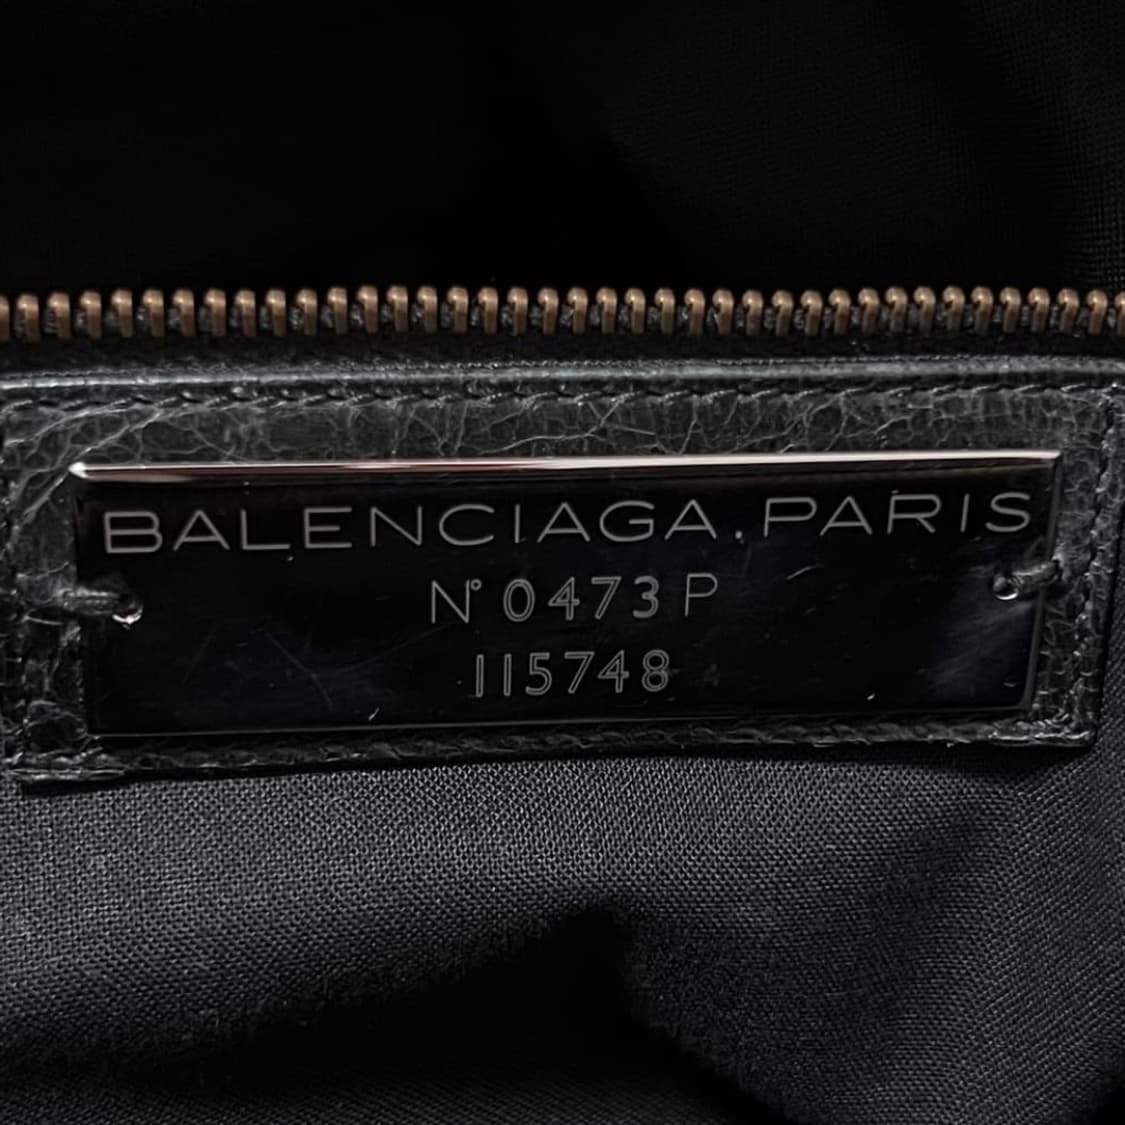 BALENCIAGA.PARIS
N° 0473 P
115748